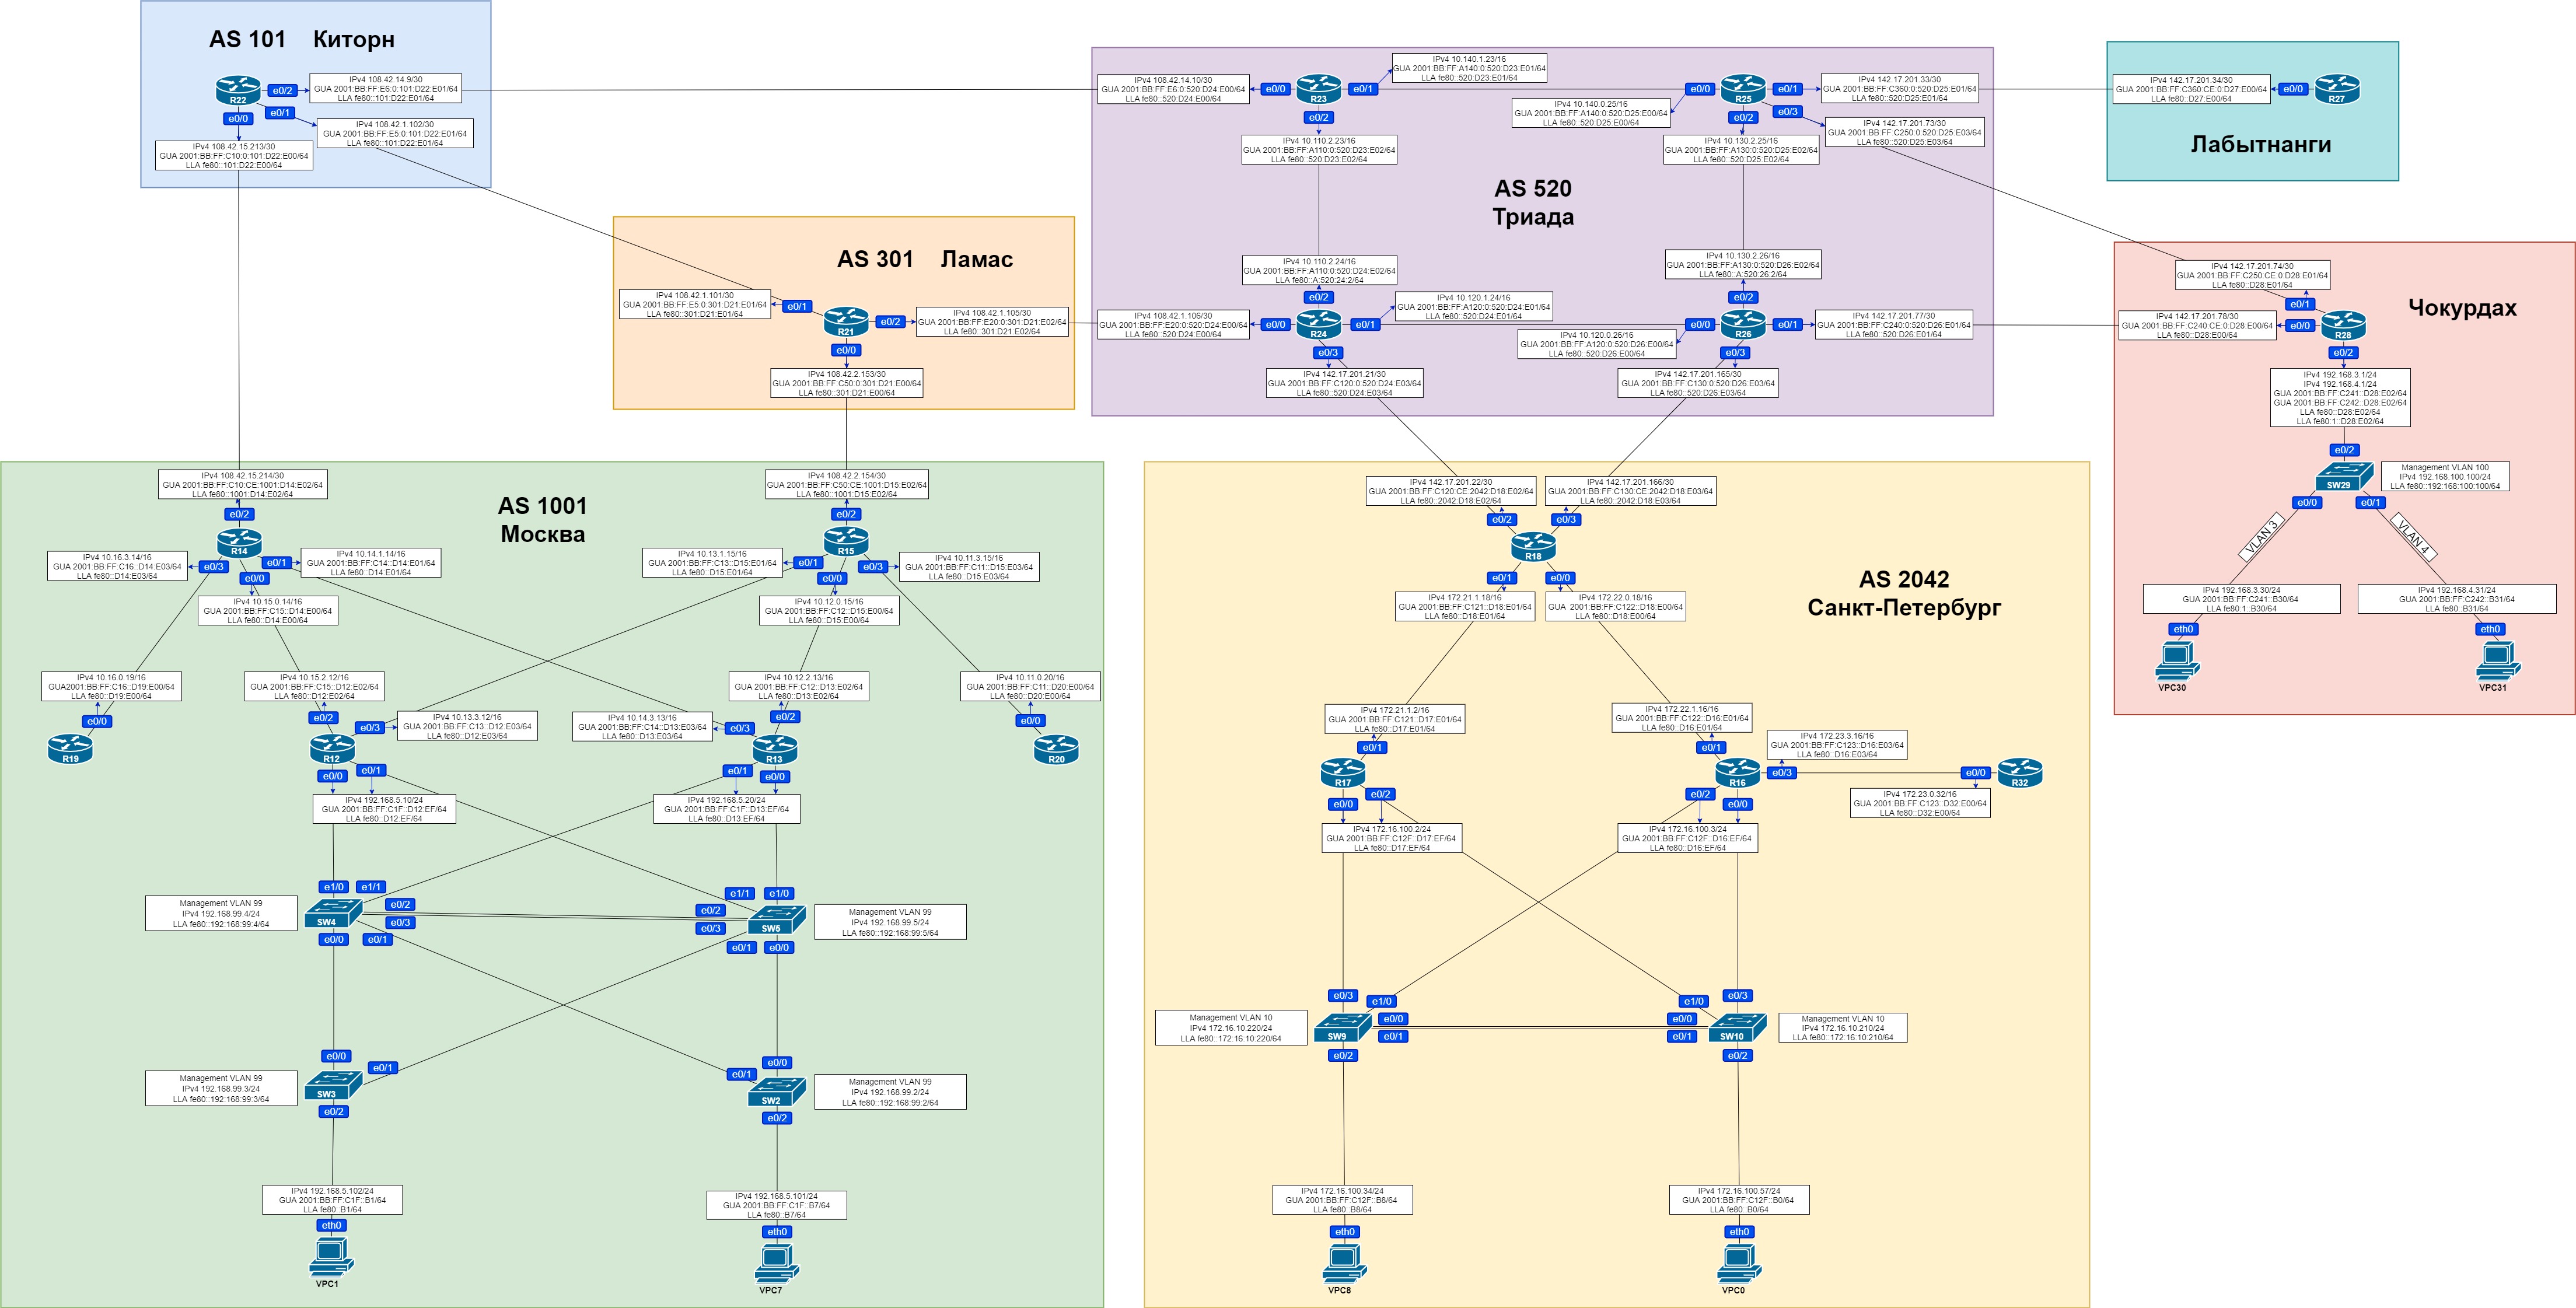 AS 101 Киторн
R22
e0/2
IPv4 108.42.14.9/30
GUA 2001:BB:FF:E6:0:101:D22:E01/64
LLA fe80::101:D22:E01/64
e0/1
IPv4 108.42.1.102/30
GUA 2001:BB:FF:E5:0:101:D22:E01/64
LLA fe80::101:D22:E01/64
e0/0
IPv4 108.42.15.213/30
GUA 2001:BB:FF:C10:0:101:D22:E00/64
LLA fe80::101:D22:E00/64
AS 301 Ламас
IPv4 108.42.1.101/30
GUA 2001:BB:FF:E5:0:301:D21:E01/64
LLA fe80::301:D21:E01/64
e0/1
R21
e0/2
IPv4 108.42.1.105/30
GUA 2001:BB:FF:E20:0:301:D21:E02/64
LLA fe80::301:D21:E02/64
e0/0
IPv4 108.42.2.153/30
GUA 2001:BB:FF:C50:0:301:D21:E00/64
LLA fe80::301:D21:E00/64
AS 520
Триада
IPv4 108.42.14.10/30
GUA 2001:BB:FF:E6:0:520:D24:E00/64
LLA fe80::520:D24:E00/64
e0/0
R23
e0/1
IPv4 10.140.1.23/16
GUA 2001:BB:FF:A140:0:520:D23:E01/64
LLA fe80::520:D23:E01/64
e0/2
IPv4 10.110.2.23/16
GUA 2001:BB:FF:A110:0:520:D23:E02/64
LLA fe80::520:D23:E02/64
IPv4 10.140.0.25/16
GUA 2001:BB:FF:A140:0:520:D25:E00/64
LLA fe80::520:D25:E00/64
e0/0
R25
e0/1
IPv4 142.17.201.33/30
GUA 2001:BB:FF:C360:0:520:D25:E01/64
LLA fe80::520:D25:E01/64
e0/3
IPv4 142.17.201.73/30
GUA 2001:BB:FF:C250:0:520:D25:E03/64
LLA fe80::520:D25:E03/64
e0/2
IPv4 10.130.2.25/16
GUA 2001:BB:FF:A130:0:520:D25:E02/64
LLA fe80::520:D25:E02/64
IPv4 10.110.2.24/16
GUA 2001:BB:FF:A110:0:520:D24:E02/64
LLA fe80::A:520:24:2/64
e0/2
IPv4 108.42.1.106/30
GUA 2001:BB:FF:E20:0:520:D24:E00/64
LLA fe80::520:D24:E00/64
e0/0
R24
e0/1
IPv4 10.120.1.24/16
GUA 2001:BB:FF:A120:0:520:D24:E01/64
LLA fe80::520:D24:E01/64
e0/3
IPv4 142.17.201.21/30
GUA 2001:BB:FF:C120:0:520:D24:E03/64
LLA fe80::520:D24:E03/64
IPv4 10.130.2.26/16
GUA 2001:BB:FF:A130:0:520:D26:E02/64
LLA fe80::A:520:26:2/64
e0/2
IPv4 10.120.0.26/16
GUA 2001:BB:FF:A120:0:520:D26:E00/64
LLA fe80::520:D26:E00/64
e0/0
R26
e0/1
IPv4 142.17.201.77/30
GUA 2001:BB:FF:C240:0:520:D26:E01/64
LLA fe80::520:D26:E01/64
e0/3
IPv4 142.17.201.165/30
GUA 2001:BB:FF:C130:0:520:D26:E03/64
LLA fe80::520:D26:E03/64
IPv4 142.17.201.34/30
GUA 2001:BB:FF:C360:CE:0:D27:E00/64
LLA fe80::D27:E00/64
e0/0
R27
Лабытнанги
Чокурдах
IPv4 142.17.201.74/30
GUA 2001:BB:FF:C250:CE:0:D28:E01/64
LLA fe80::D28:E01/64
e0/1
IPv4 142.17.201.78/30
GUA 2001:BB:FF:C240:CE:0:D28:E00/64
LLA fe80::D28:E00/64
e0/0
R28
e0/2
IPv4 192.168.3.1/24
IPv4 192.168.4.1/24
GUA 2001:BB:FF:C241::D28:E02/64
GUA 2001:BB:FF:C242::D28:E02/64
LLA fe80::D28:E02/64
LLA fe80:1::D28:E02/64
e0/2
SW29
Management VLAN 100
IPv4 192.168.100.100/24
LLA fe80::192:168:100:100/64
e0/0
e0/1
VLAN 3
VLAN 4
IPv4 192.168.3.30/24
GUA 2001:BB:FF:C241::B30/64
LLA fe80:1::B30/64
IPv4 192.168.4.31/24
GUA 2001:BB:FF:C242::B31/64
LLA fe80::B31/64
eth0
eth0
VPC30
VPC31
AS 1001
Москва
IPv4 108.42.15.214/30
GUA 2001:BB:FF:C10:CE:1001:D14:E02/64
LLA fe80::1001:D14:E02/64
e0/2
R14
IPv4 10.16.3.14/16
GUA 2001:BB:FF:C16::D14:E03/64
LLA fe80::D14:E03/64
e0/3
e0/1
IPv4 10.14.1.14/16
GUA 2001:BB:FF:C14::D14:E01/64
LLA fe80::D14:E01/64
e0/0
IPv4 10.15.0.14/16
GUA 2001:BB:FF:C15::D14:E00/64
LLA fe80::D14:E00/64
IPv4 108.42.2.154/30
GUA 2001:BB:FF:C50:CE:1001:D15:E02/64
LLA fe80::1001:D15:E02/64
e0/2
R15
IPv4 10.13.1.15/16
GUA 2001:BB:FF:C13::D15:E01/64
LLA fe80::D15:E01/64
e0/1
e0/3
IPv4 10.11.3.15/16
GUA 2001:BB:FF:C11::D15:E03/64
LLA fe80::D15:E03/64
e0/0
IPv4 10.12.0.15/16
GUA 2001:BB:FF:C12::D15:E00/64
LLA fe80::D15:E00/64
IPv4 10.16.0.19/16
GUA2001:BB:FF:C16::D19:E00/64
LLA fe80::D19:E00/64
e0/0
R19
IPv4 10.15.2.12/16
GUA 2001:BB:FF:C15::D12:E02/64
LLA fe80::D12:E02/64
e0/2
e0/3
IPv4 10.13.3.12/16
GUA 2001:BB:FF:C13::D12:E03/64
LLA fe80::D12:E03/64
R12
e0/0
e0/1
IPv4 192.168.5.10/24
GUA 2001:BB:FF:C1F::D12:EF/64
LLA fe80::D12:EF/64
IPv4 10.12.2.13/16
GUA 2001:BB:FF:C12::D13:E02/64
LLA fe80::D13:E02/64
e0/2
IPv4 10.14.3.13/16
GUA 2001:BB:FF:C14::D13:E03/64
LLA fe80::D13:E03/64
e0/3
R13
e0/1
e0/0
IPv4 192.168.5.20/24
GUA 2001:BB:FF:C1F::D13:EF/64
LLA fe80::D13:EF/64
IPv4 10.11.0.20/16
GUA 2001:BB:FF:C11::D20:E00/64
LLA fe80::D20:E00/64
e0/0
R20
e1/0
e1/1
Management VLAN 99
IPv4 192.168.99.4/24
LLA fe80::192:168:99:4/64
SW4
e0/2
e0/3
e0/0
e0/1
e1/1
e1/0
e0/2
e0/3
SW5
Management VLAN 99
IPv4 192.168.99.5/24
LLA fe80::192:168:99:5/64
e0/1
e0/0
e0/0
e0/1
Management VLAN 99
IPv4 192.168.99.3/24
LLA fe80::192:168:99:3/64
SW3
e0/2
e0/0
e0/1
SW2
Management VLAN 99
IPv4 192.168.99.2/24
LLA fe80::192:168:99:2/64
e0/2
IPv4 192.168.5.102/24
GUA 2001:BB:FF:C1F::B1/64
LLA fe80::B1/64
eth0
VPC1
IPv4 192.168.5.101/24
GUA 2001:BB:FF:C1F::B7/64
LLA fe80::B7/64
eth0
VPC7
AS 2042
Санкт-Петербург
IPv4 142.17.201.22/30
GUA 2001:BB:FF:C120:CE:2042:D18:E02/64
LLA fe80::2042:D18:E02/64
IPv4 142.17.201.166/30
GUA 2001:BB:FF:C130:CE:2042:D18:E03/64
LLA fe80::2042:D18:E03/64
e0/2
e0/3
R18
e0/1
e0/0
IPv4 172.21.1.18/16
GUA 2001:BB:FF:C121::D18:E01/64
LLA fe80::D18:E01/64
IPv4 172.22.0.18/16
GUA 2001:BB:FF:C122::D18:E00/64
LLA fe80::D18:E00/64
IPv4 172.21.1.2/16
GUA 2001:BB:FF:C121::D17:E01/64
LLA fe80::D17:E01/64
e0/1
R17
e0/0
e0/2
IPv4 172.16.100.2/24
GUA 2001:BB:FF:C12F::D17:EF/64
LLA fe80::D17:EF/64
IPv4 172.22.1.16/16
GUA 2001:BB:FF:C122::D16:E01/64
LLA fe80::D16:E01/64
e0/1
R16
IPv4 172.23.3.16/16
GUA 2001:BB:FF:C123::D16:E03/64
LLA fe80::D16:E03/64
e0/3
e0/0
R32
IPv4 172.23.0.32/16
GUA 2001:BB:FF:C123::D32:E00/64
LLA fe80::D32:E00/64
e0/2
e0/0
IPv4 172.16.100.3/24
GUA 2001:BB:FF:C12F::D16:EF/64
LLA fe80::D16:EF/64
e0/3
e1/0
Management VLAN 10
IPv4 172.16.10.220/24
LLA fe80::172:16:10:220/64
SW9
e0/0
e0/1
e0/2
e1/0
e0/3
e0/0
e0/1
SW10
Management VLAN 10
IPv4 172.16.10.210/24
LLA fe80::172:16:10:210/64
e0/2
IPv4 172.16.100.34/24
GUA 2001:BB:FF:C12F::B8/64
LLA fe80::B8/64
eth0
VPC8
IPv4 172.16.100.57/24
GUA 2001:BB:FF:C12F::B0/64
LLA fe80::B0/64
eth0
VPC0